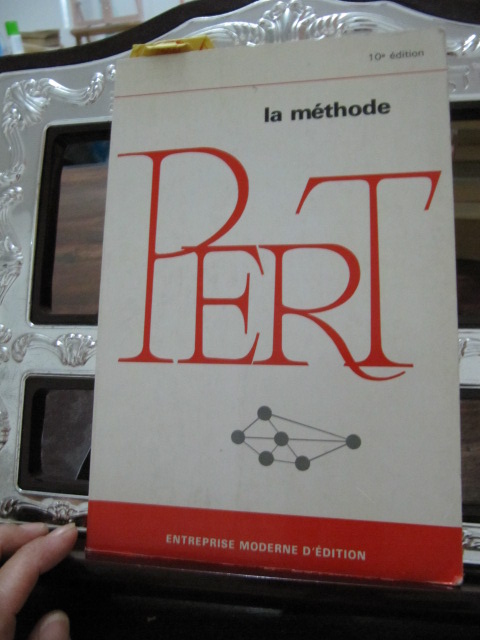 10e édition
la méthode
PERT
ENTREPRISE MODERNE D'ÉDITION